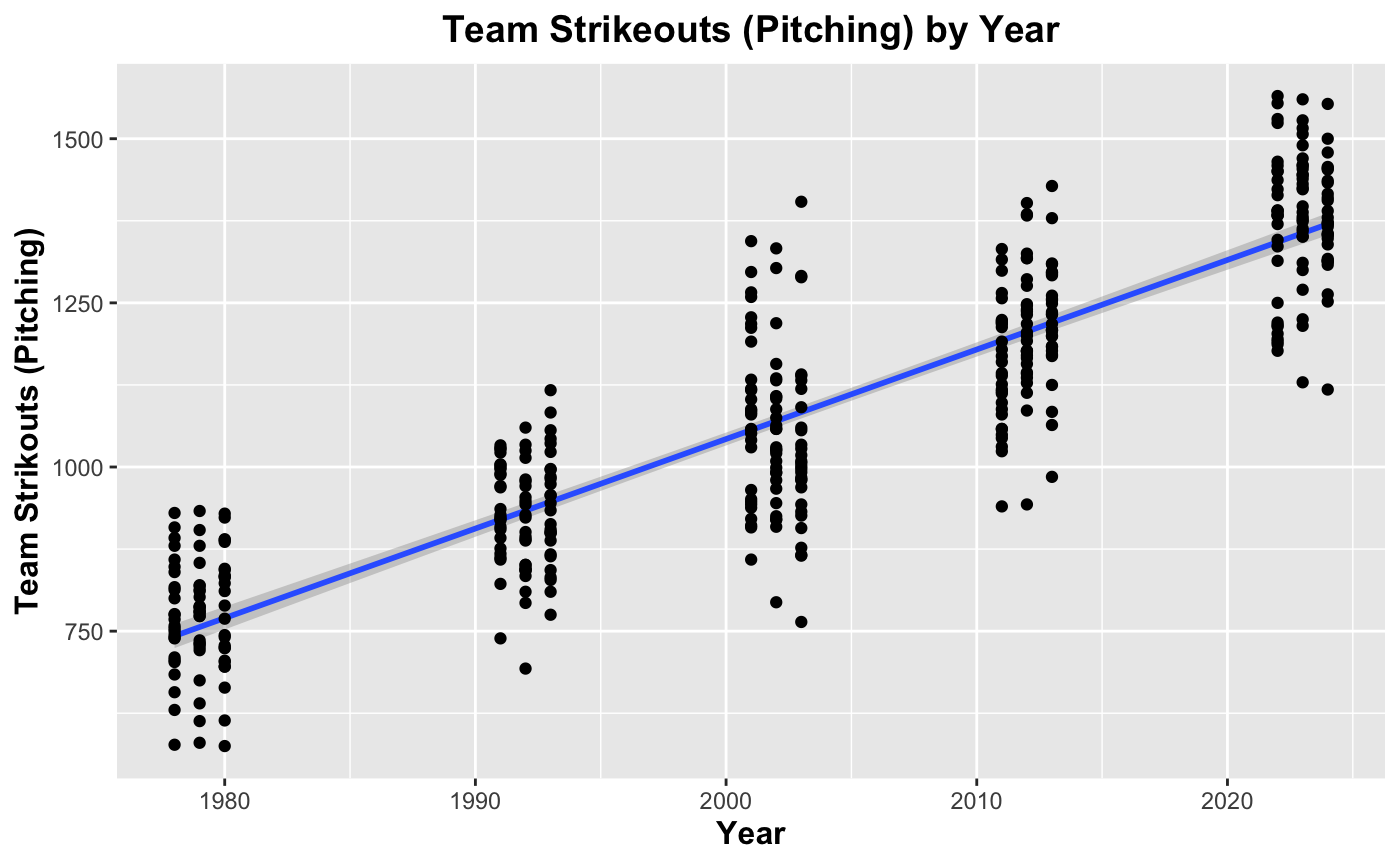 Team Strikeouts (Pitching) by Year
Team Strikouts (Pitching)
1500
1250
1000
750
1980 1990 2000 2010 2020
Year